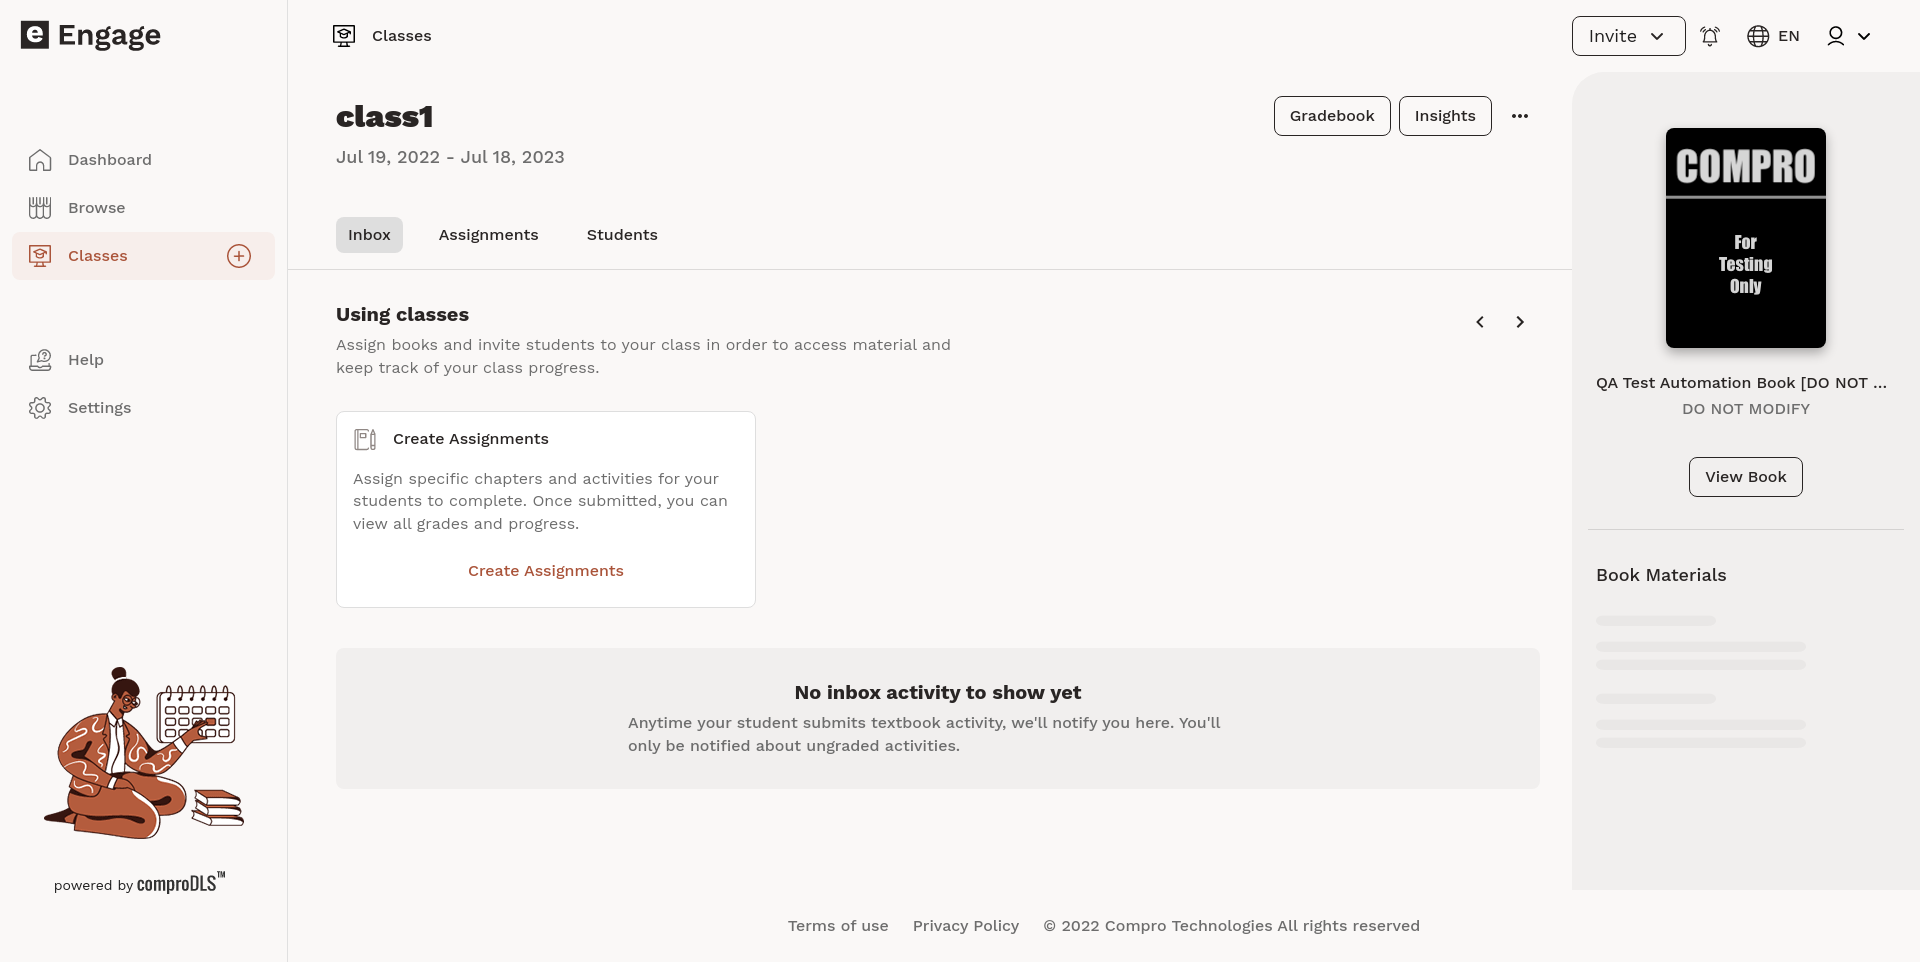 e Engage
Classes
Invite
EN
Dashboard
Browse
Classes
Help
Settings
powered by comproDLS™
class1
Jul 19, 2022 - Jul 18, 2023
Gradebook
Insights
Inbox
Assignments
Students
Using classes
Assign books and invite students to your class in order to access material and
keep track of your class progress.
Create Assignments
Assign specific chapters and activities for your
students to complete. Once submitted, you can
view all grades and progress.
Create Assignments
No inbox activity to show yet
Anytime your student submits textbook activity, we'll notify you here. You'll
only be notified about ungraded activities.
COMPRO
For
Testing
Only
QA Test Automation Book [DO NOT ...
DO NOT MODIFY
View Book
Book Materials
Terms of use
Privacy Policy
© 2022 Compro Technologies All rights reserved